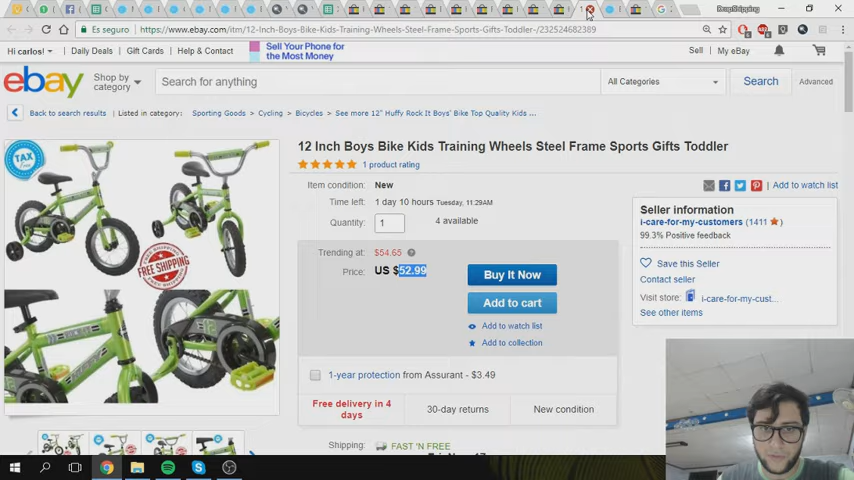 DropShipping
Es seguro
https://www.ebay.com/itm/12-Inch-Boys-Bike-Kids-Training-Wheels-Steel-Frame-Sports-Gifts-Toddler-/232524682389
Hi carlos!
Daily Deals
Gift Cards
Help & Contact
Sell Your Phone
for the Most Money
Sell
My eBay
ebay
Shop by
category
Search for anything
All Categories
Search
Advanced
Back to search results
Listed in category:
Sporting Goods
Cycling
Bicycles
See more 12" Huffy Rock It Boys' Bike Top Quality Kids ...
TAX
Free
FREE SHIPPING
12 Inch Boys Bike Kids Training Wheels Steel Frame Sports Gifts Toddler
1 product rating
Item condition:
New
Add to watch list
Time left:
1 day 10 hours Tuesday, 11:29AM
Quantity:
1
4 available
Trending at:
$54.65
Price:
US $52.99
Buy It Now
Add to cart
Add to watch list
Add to collection
1-year protection from Assurant - $3.49
Free delivery in 4
days
30-day returns
New condition
Shipping:
FAST 'N FREE
Seller information
i-care-for-my-customers (1411
99.3% Positive feedback
Save this Seller
Contact seller
Visit store:
i-care-for-my-cust...
See other items